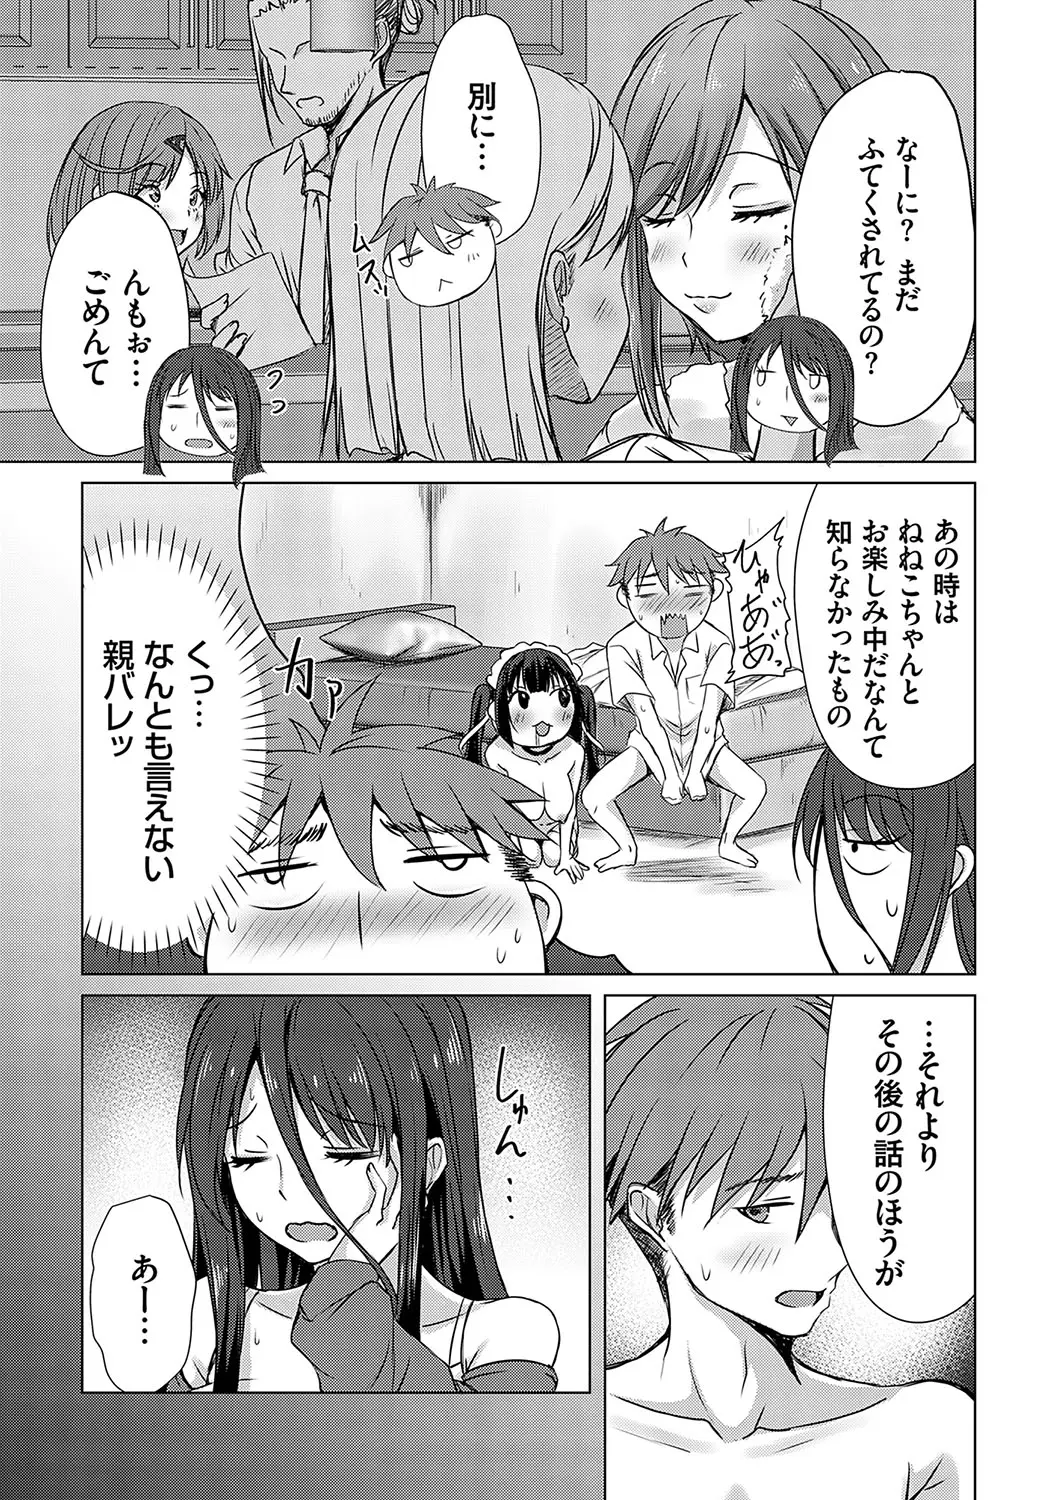 なーに？まだ
ふてくされてるの？
別に…
ムスッ
んもぉ…
ごめんて
あの時は
ねねこちゃんと
お楽しみ中だなんて
知らなかったもの
ひゃあ゛あ゛っ
カァ
くっ…
なんとも言えない
親バレッ
…それより
その後の話のほうが
しゅん…
あー…